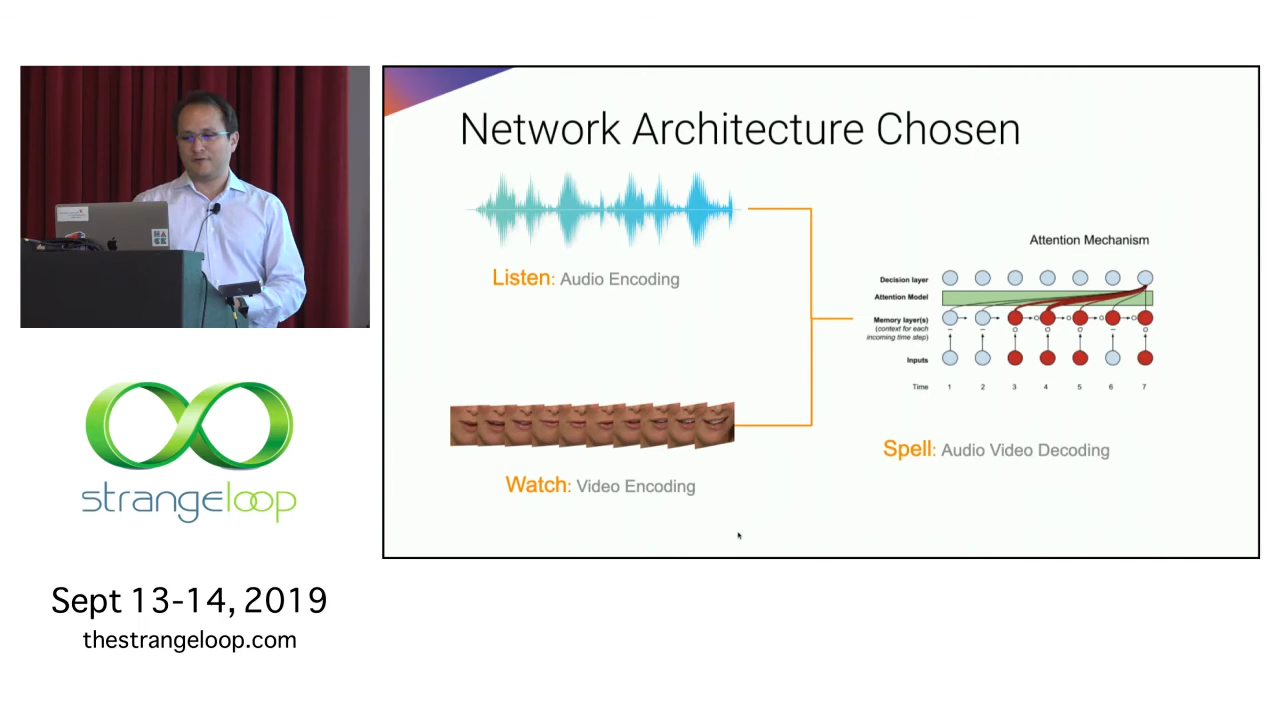 Network Architecture Chosen
Listen: Audio Encoding
Watch: Video Encoding
Attention Mechanism
Decision layer
Attention Model
Memory layer(s)
(context for each
incoming time step)
Inputs
Time 1 2 3 4 5 6 7
Spell: Audio Video Decoding
HACK
strangeloop
Sept 13-14, 2019
thestrangeloop.com